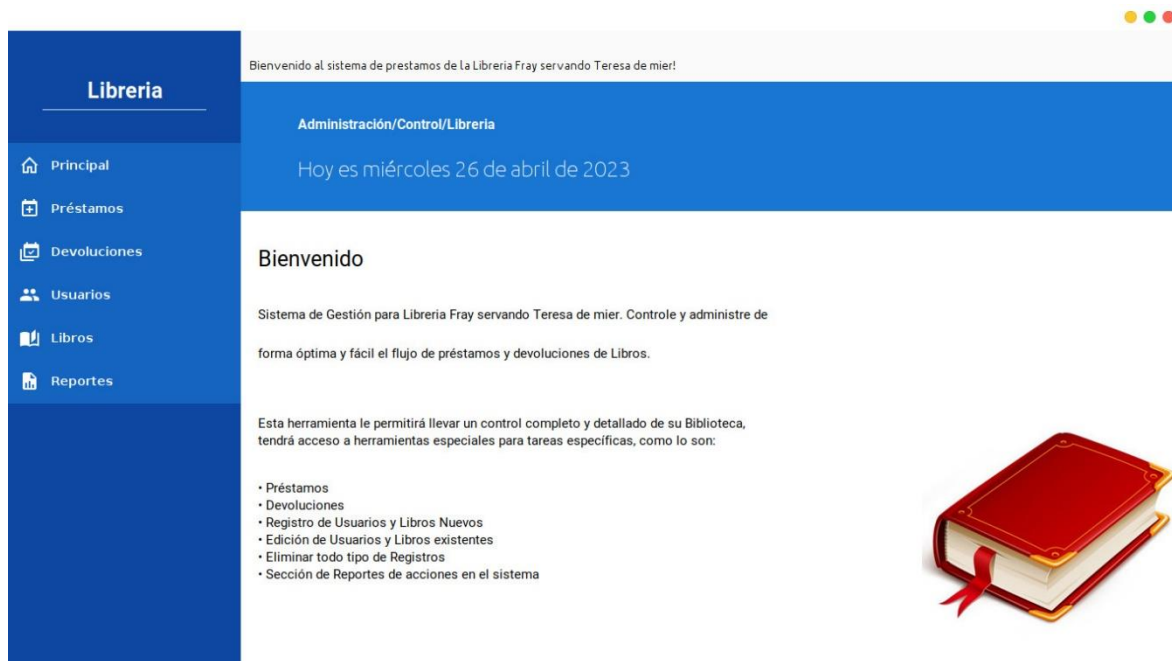 Libreria
Principal
Préstamos
Devoluciones
Usuarios
Libros
Reportes
Bienvenido al sistema de prestamos de la Libreria Fray servando Teresa de mier!
Administración/Control/Libreria
Hoy es miércoles 26 de abril de 2023
Bienvenido
Sistema de Gestión para Libreria Fray servando Teresa de mier. Controle y administre de
forma óptima y fácil el flujo de préstamos y devoluciones de Libros.
Esta herramienta le permitirá llevar un control completo y detallado de su Biblioteca,
tendrá acceso a herramientas especiales para tareas específicas, como lo son:
• Préstamos
• Devoluciones
• Registro de Usuarios y Libros Nuevos
• Edición de Usuarios y Libros existentes
• Eliminar todo tipo de Registros
• Sección de Reportes de acciones en el sistema